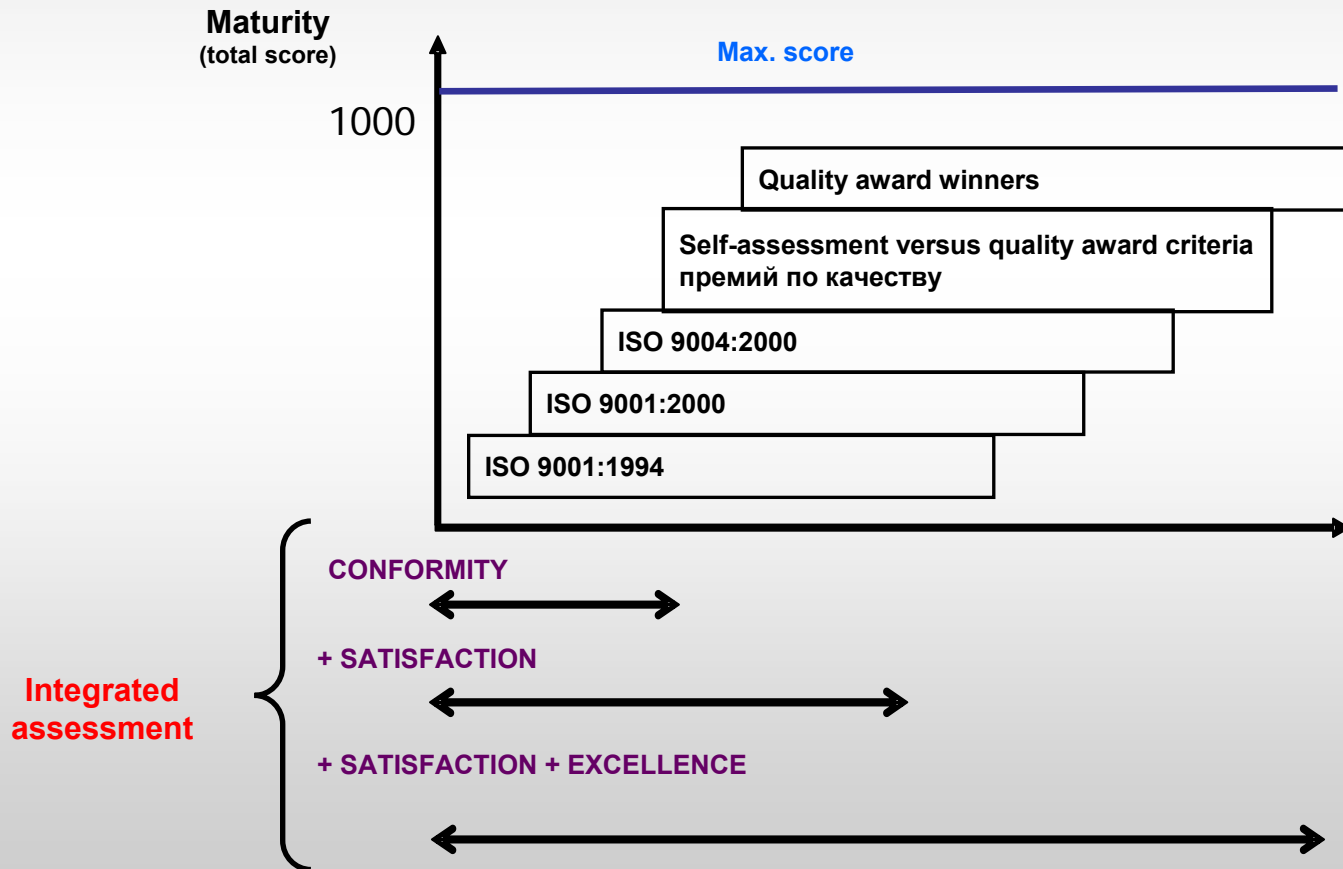 Maturity
(total score)
Max. score
1000
Quality award winners
Self-assessment versus quality award criteria
премий по качеству
ISO 9004:2000
ISO 9001:2000
ISO 9001:1994
CONFORMITY
+ SATISFACTION
Integrated
assessment
+ SATISFACTION + EXCELLENCE